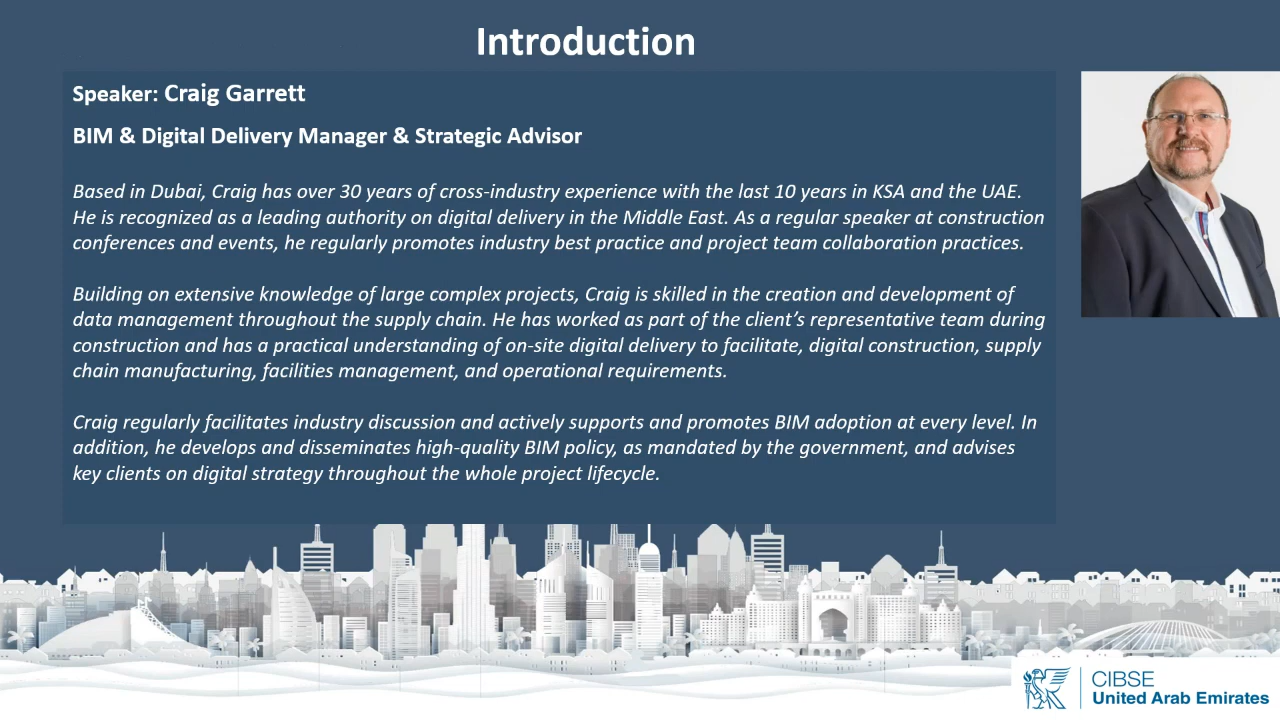 Introduction
Speaker: Craig Garrett
BIM & Digital Delivery Manager & Strategic Advisor
Based in Dubai, Craig has over 30 years of cross-industry experience with the last 10 years in KSA and the UAE.
He is recognized as a leading authority on digital delivery in the Middle East. As a regular speaker at construction
conferences and events, he regularly promotes industry best practice and project team collaboration practices.
Building on extensive knowledge of large complex projects, Craig is skilled in the creation and development of
data management throughout the supply chain. He has worked as part of the client’s representative team during
construction and has a practical understanding of on-site digital delivery to facilitate, digital construction, supply
chain manufacturing, facilities management, and operational requirements.
Craig regularly facilitates industry discussion and actively supports and promotes BIM adoption at every level. In
addition, he develops and disseminates high-quality BIM policy, as mandated by the government, and advises
key clients on digital strategy throughout the whole project lifecycle.
CIBSE
United Arab Emirates